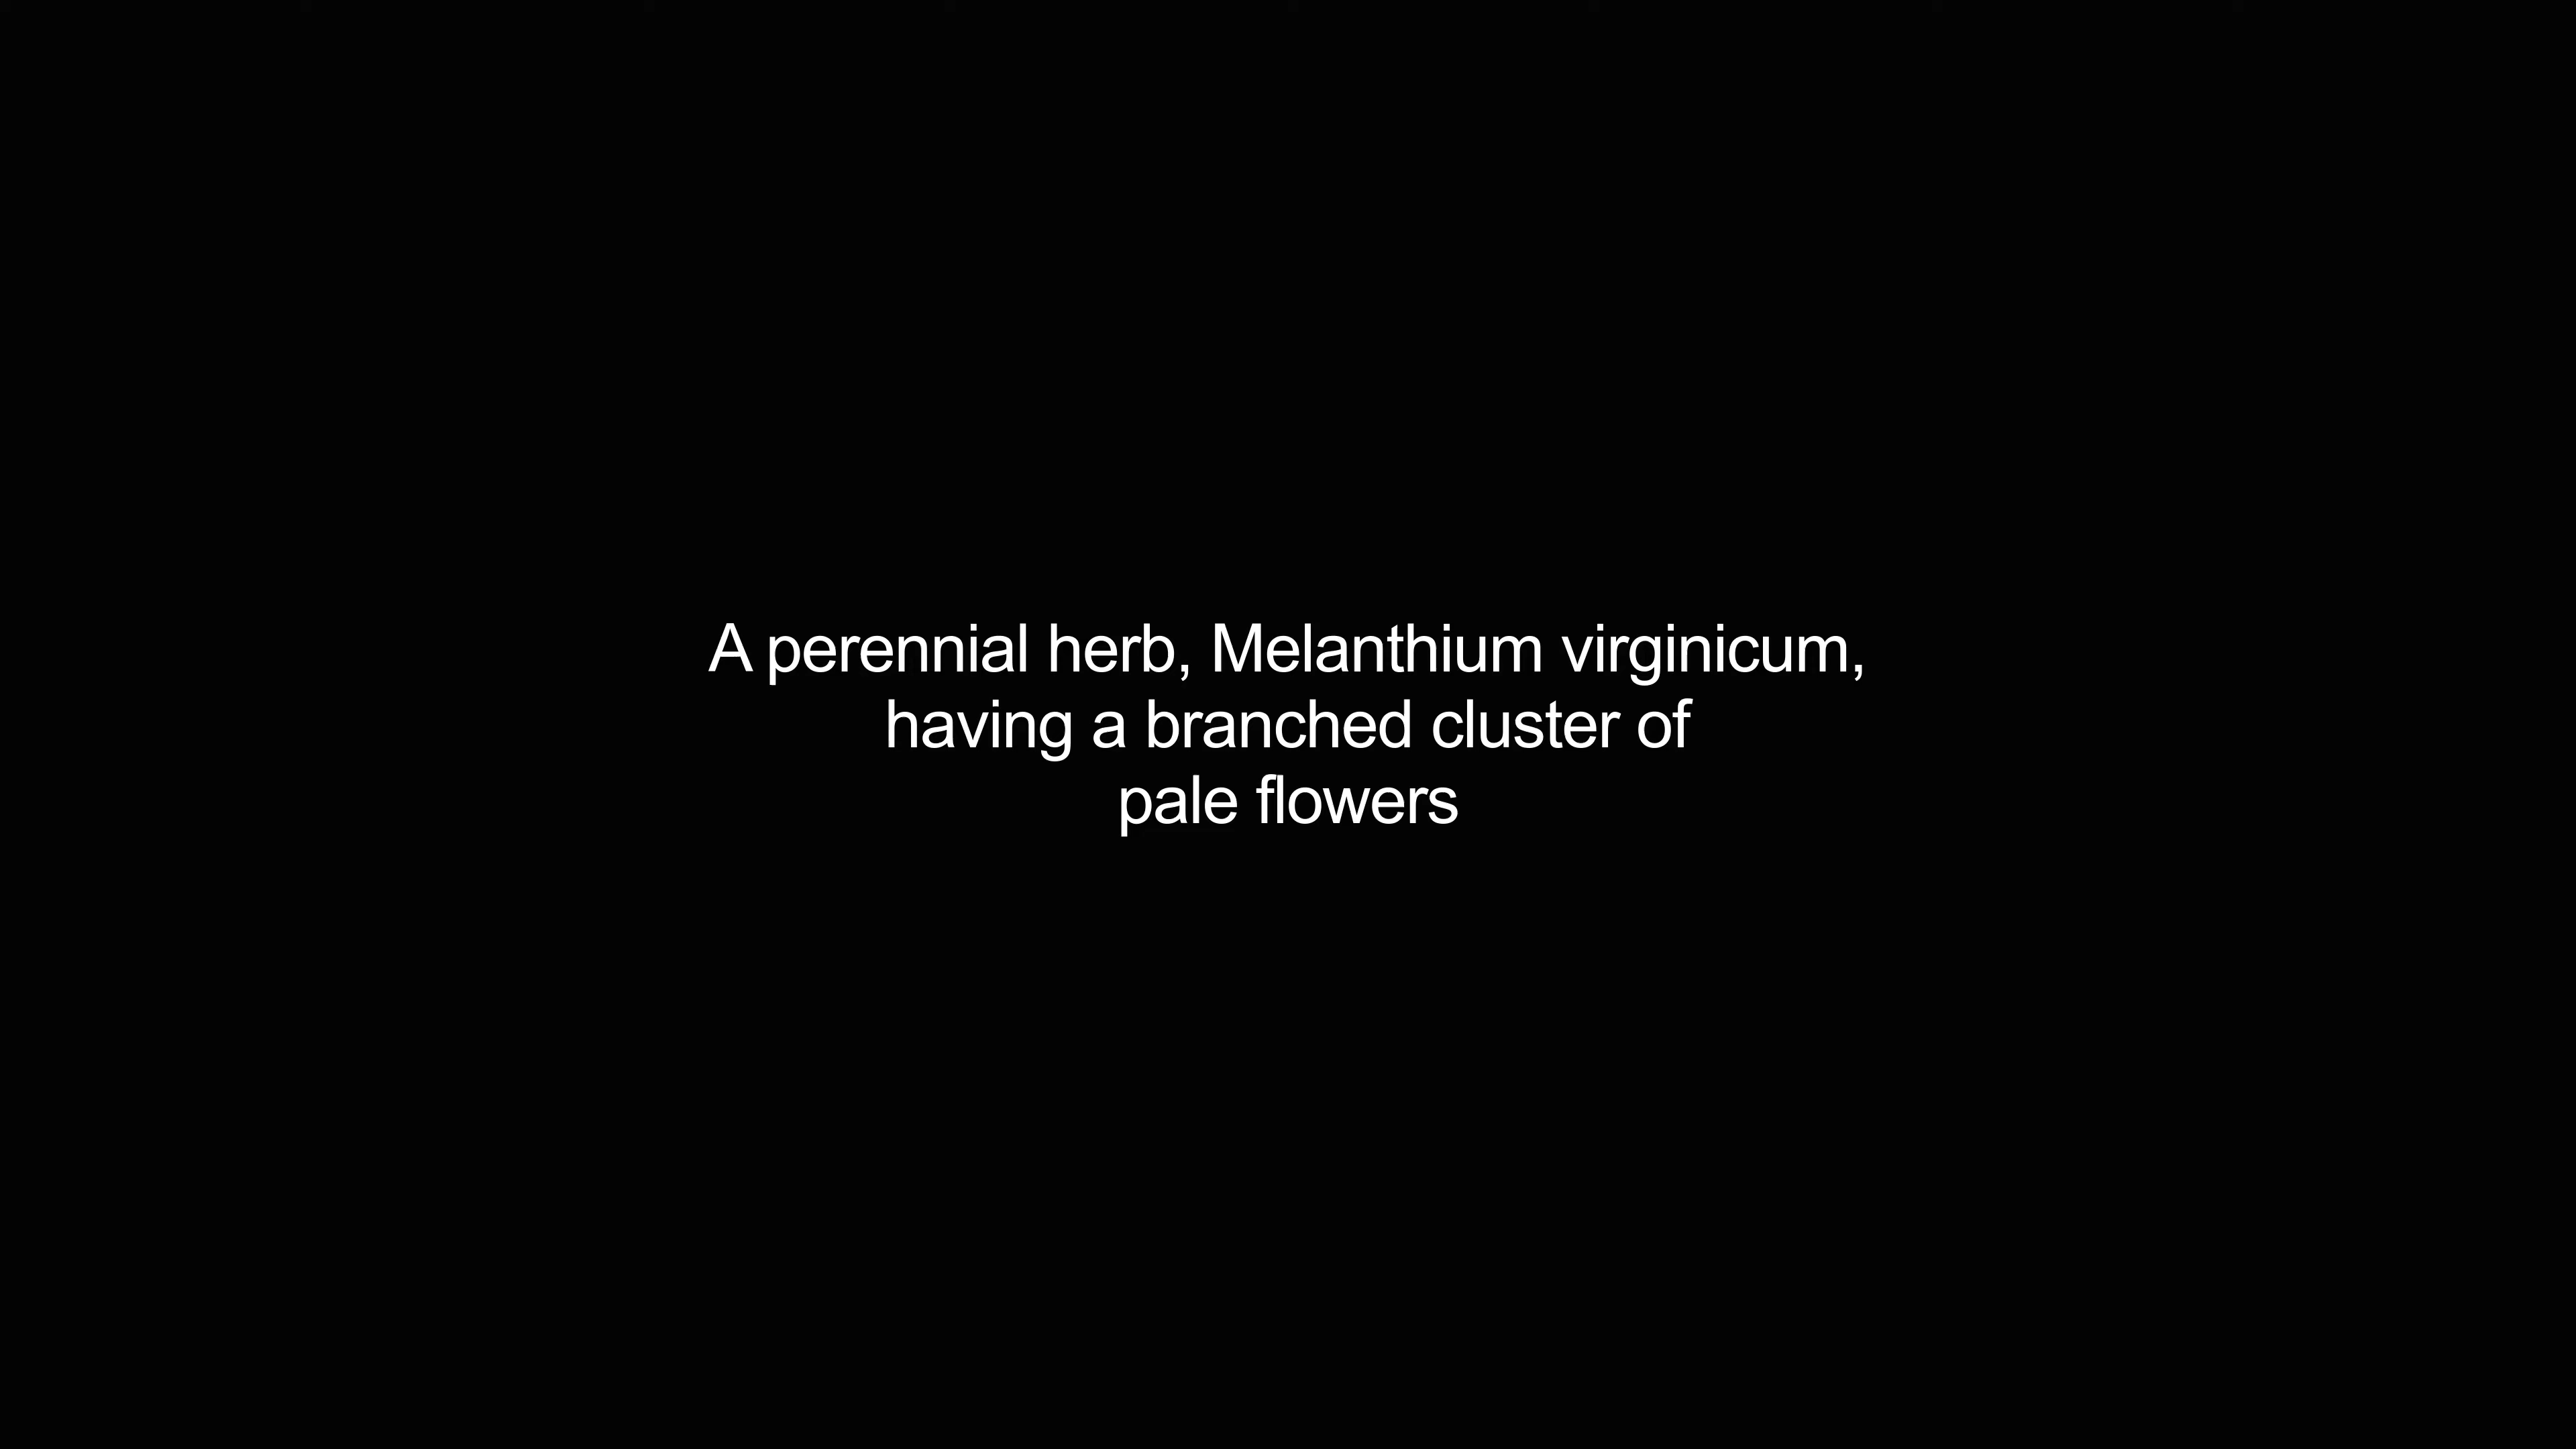 A perennial herb, Melanthium virginicum,
having a branched cluster of
pale flowers